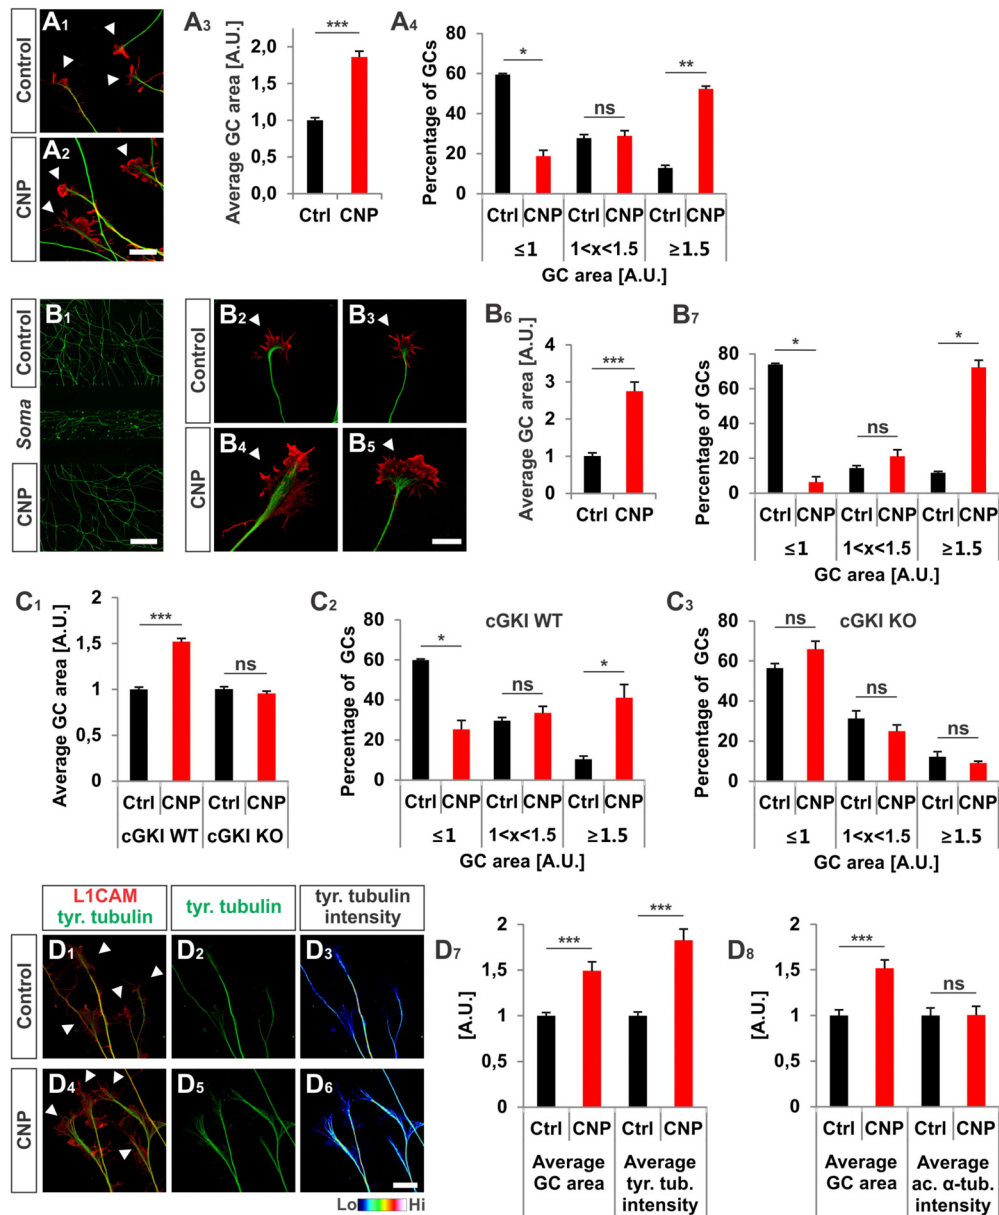 A1
Control
A2
CNP
A3
Average GC area [A.U.]
2,0
1,0
0,5
0,0
***
Ctrl CNP
A4
Percentage of GCs
80
60
40
20
0
*
ns
**
Ctrl CNP Ctrl CNP Ctrl CNP
≤1 1<x<1.5 ≥1.5
GC area [A.U.]
B1
Control
Soma
CNP
B2
B3
Control
B4
B5
CNP
B6
Average GC area [A.U.]
4
3
2
1
0
***
Ctrl CNP
B7
Percentage of GCs
80
60
40
20
0
*
ns
*
Ctrl CNP Ctrl CNP Ctrl CNP
≤1 1<x<1.5 ≥1.5
GC area [A.U.]
C1
Average GC area [A.U.]
2
1,5
1
0,5
0
***
ns
Ctrl CNP Ctrl CNP
cGKI WT cGKI KO
C2
cGKI WT
Percentage of GCs
80
60
40
20
0
*
ns
*
Ctrl CNP Ctrl CNP Ctrl CNP
≤1 1<x<1.5 ≥1.5
GC area [A.U.]
C3
cGKI KO
Percentage of GCs
80
60
40
20
0
ns
ns
ns
Ctrl CNP Ctrl CNP Ctrl CNP
≤1 1<x<1.5 ≥1.5
GC area [A.U.]
L1CAM
tyr. tubulin
tyr. tubulin
tyr. tubulin
intensity
Control
D1
D2
D3
CNP
D4
D5
D6
Lo Hi
D7
[A.U.]
2
1,5
1
0,5
0
***
***
Ctrl CNP Ctrl CNP
Average
GC area
Average
tyr. tub.
intensity
D8
[A.U.]
2
1,5
1
0,5
0
***
ns
Ctrl CNP Ctrl CNP
Average
GC area
Average
ac. α-tub.
intensity